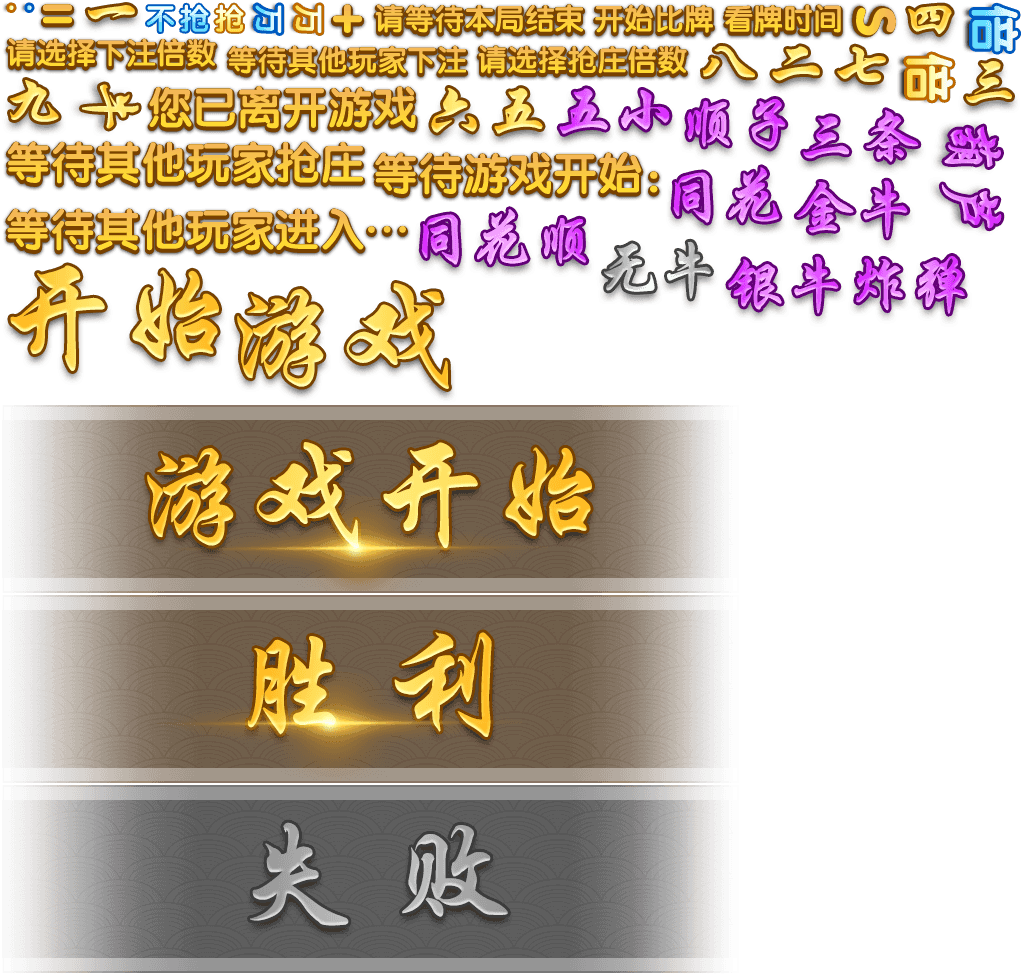 一 不抢 抢 + 请等待本局结束 开始比牌 看牌时间 S 四 倍
请选择下注倍数 等待其他玩家下注 请选择抢庄倍数 八 二 七 倍 三
九 牛 您已离开游戏 六 五 五小 顺子 三条 葫芦
等待其他玩家抢庄 等待游戏开始: 同花 金牛
等待其他玩家进入… 同花顺 无牛 银牛 炸弹
开始游戏
游戏开始
胜利
失败